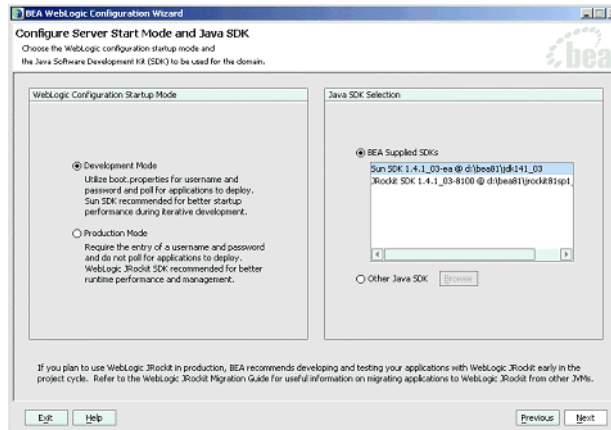 BEA WebLogic Configuration Wizard
Configure Server Start Mode and Java SDK
Choose the WebLogic configuration startup mode and
the Java Software Development Kit (SDK) to be used for the domain.
bea
WebLogic Configuration Startup Mode
Development Mode
Utilize boot.properties for username and
password and poll for applications to deploy.
Sun SDK recommended for better startup
performance during iterative development.
Production Mode
Require the entry of a username and password
and do not poll for applications to deploy.
WebLogic JRockit SDK recommended for better
runtime performance and management.
Java SDK Selection
BEA Supplied SDKs
Sun SDK 1.4.1_03-ea @ d:\bea81\jdk141_03
JRockit SDK 1.4.1_03-8100 @ d:\bea81\jrockit81sp1_
Other Java SDK
Browse
If you plan to use WebLogic JRockit in production, BEA recommends developing and testing your applications with WebLogic JRockit early in the
project cycle. Refer to the WebLogic JRockit Migration Guide for useful information on migrating applications to WebLogic JRockit from other JVMs.
Exit
Help
Previous
Next